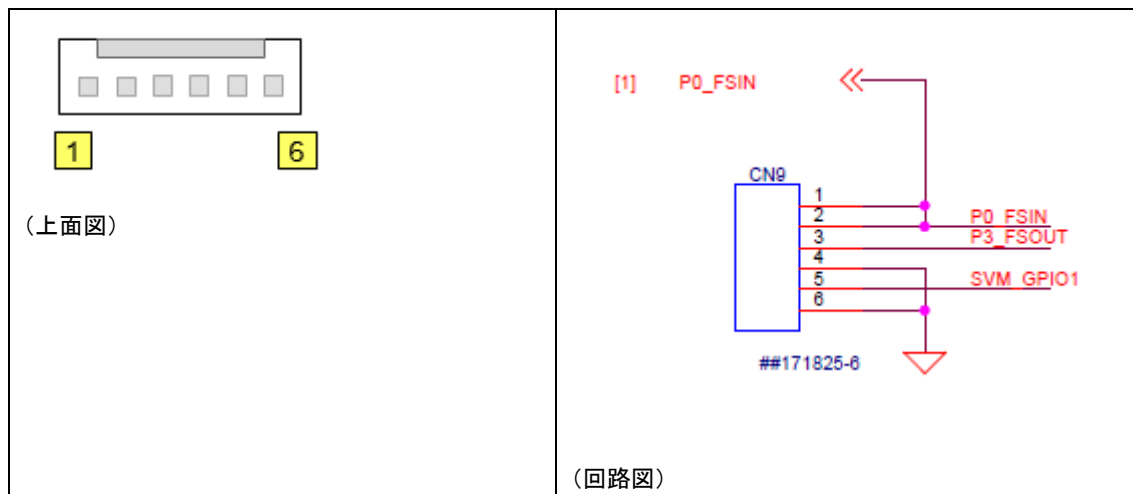 1
6
(上面図)
[1] P0_FSIN
CN9
1
2
P0_FSIN
3
P3_FSOUT
4
5
SVM_GPIO1
6
##171825-6
(回路図)